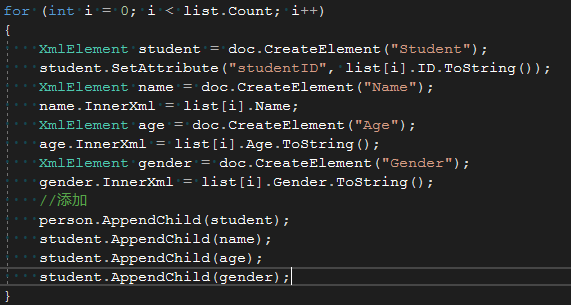 for (int i = 0; i < list.Count; i++)
{
XmlElement student = doc.CreateElement("Student");
student.SetAttribute("studentID", list[i].ID.ToString());
XmlElement name = doc.CreateElement("Name");
name.InnerXml = list[i].Name;
XmlElement age = doc.CreateElement("Age");
age.InnerXml = list[i].Age.ToString();
XmlElement gender = doc.CreateElement("Gender");
gender.InnerXml = list[i].Gender.ToString();
//添加
person.AppendChild(student);
student.AppendChild(name);
student.AppendChild(age);
student.AppendChild(gender);
}